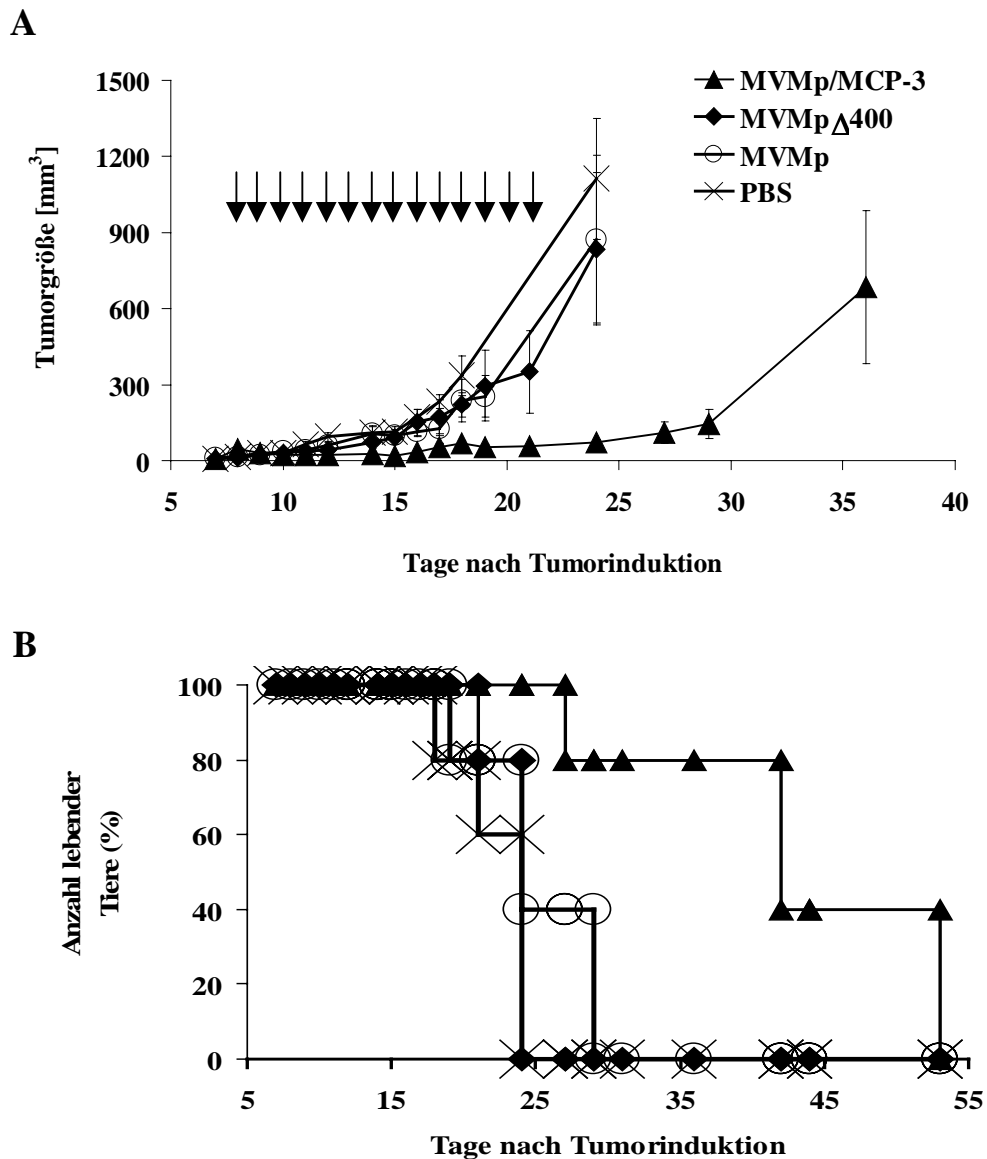 A
1500
1200
900
600
300
0
Tumorgröße [mm³]
5 10 15 20 25 30 35 40
Tage nach Tumorinduktion
MVMp/MCP-3
MVMpΔ400
MVMp
PBS
B
100
80
60
40
20
0
Anzahl lebender
Tiere (%)
5 15 25 35 45 55
Tage nach Tumorinduktion